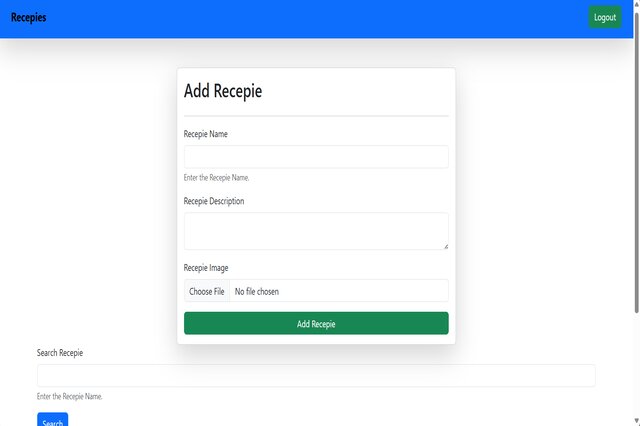 Recepies
Logout
Add Recepie
Recepie Name
Enter the Recepie Name.
Recepie Description
Recepie Image
Choose File No file chosen
Add Recepie
Search Recepie
Enter the Recepie Name.
Search